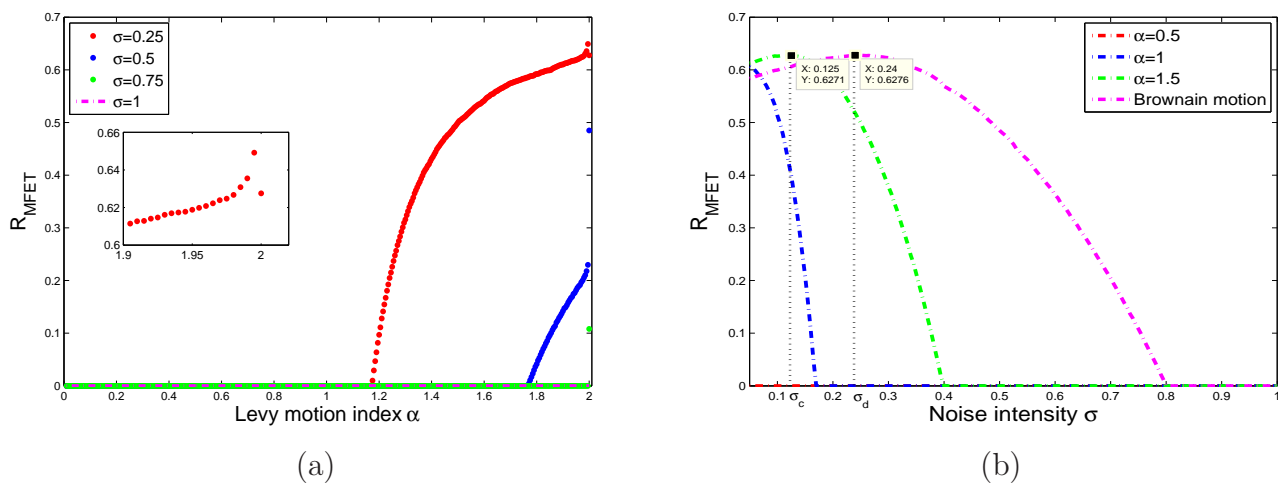 0.7
0.6
0.5
0.4
0.3
0.2
0.1
0
R_MFET
σ=0.25
σ=0.5
σ=0.75
σ=1
0.66
0.64
0.62
0.6
1.9
1.95
2
0
0.2
0.4
0.6
0.8
1
1.2
1.4
1.6
1.8
2
Levy motion index α
(a)
0.7
0.6
0.5
0.4
0.3
0.2
0.1
0
R_MFET
X: 0.125
Y: 0.6271
X: 0.24
Y: 0.6276
α=0.5
α=1
α=1.5
Brownain motion
0.1
σ_c
0.2
σ_d
0.3
0.4
0.5
0.6
0.7
0.8
0.9
1
Noise intensity σ
(b)